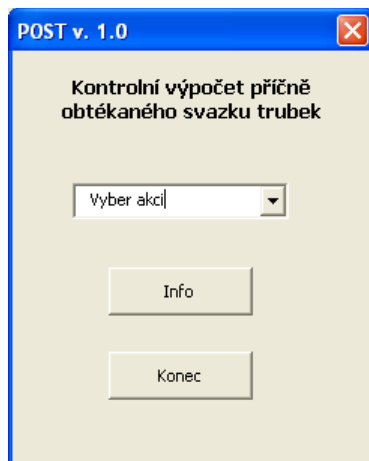 POST v. 1.0
Kontrolní výpočet příčně
obtékaného svazku trubek
Vyber akci
Info
Konec